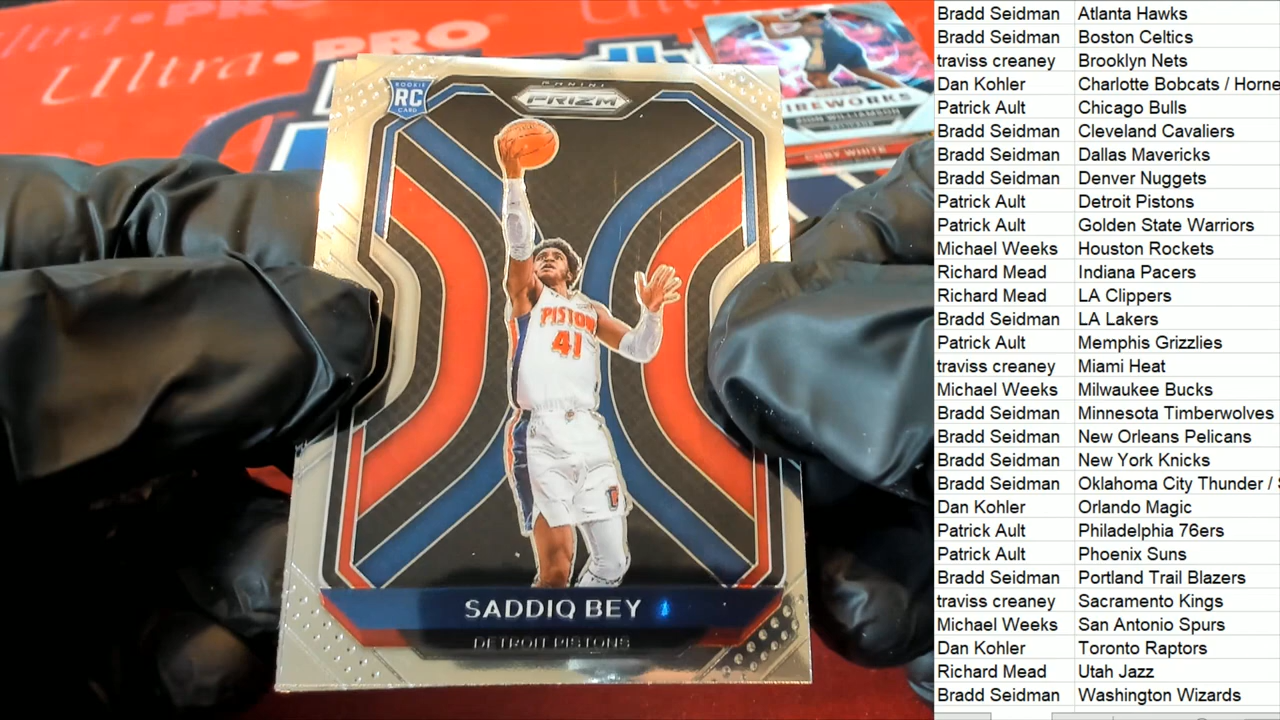 Ultra•PRO
Ultra•PRO
ROOKIE
RC
CARD
PANINI
PRIZM
FIREWORKS
ZION WILLIAMSON
COBY WHITE
PISTONS
41
SADDIQ BEY
DETROIT PISTONS
Bradd Seidman Atlanta Hawks
Bradd Seidman Boston Celtics
traviss creaney Brooklyn Nets
Dan Kohler Charlotte Bobcats / Horne
Patrick Ault Chicago Bulls
Bradd Seidman Cleveland Cavaliers
Bradd Seidman Dallas Mavericks
Bradd Seidman Denver Nuggets
Patrick Ault Detroit Pistons
Patrick Ault Golden State Warriors
Michael Weeks Houston Rockets
Richard Mead Indiana Pacers
Richard Mead LA Clippers
Bradd Seidman LA Lakers
Patrick Ault Memphis Grizzlies
traviss creaney Miami Heat
Michael Weeks Milwaukee Bucks
Bradd Seidman Minnesota Timberwolves
Bradd Seidman New Orleans Pelicans
Bradd Seidman New York Knicks
Bradd Seidman Oklahoma City Thunder / S
Dan Kohler Orlando Magic
Patrick Ault Philadelphia 76ers
Patrick Ault Phoenix Suns
Bradd Seidman Portland Trail Blazers
traviss creaney Sacramento Kings
Michael Weeks San Antonio Spurs
Dan Kohler Toronto Raptors
Richard Mead Utah Jazz
Bradd Seidman Washington Wizards